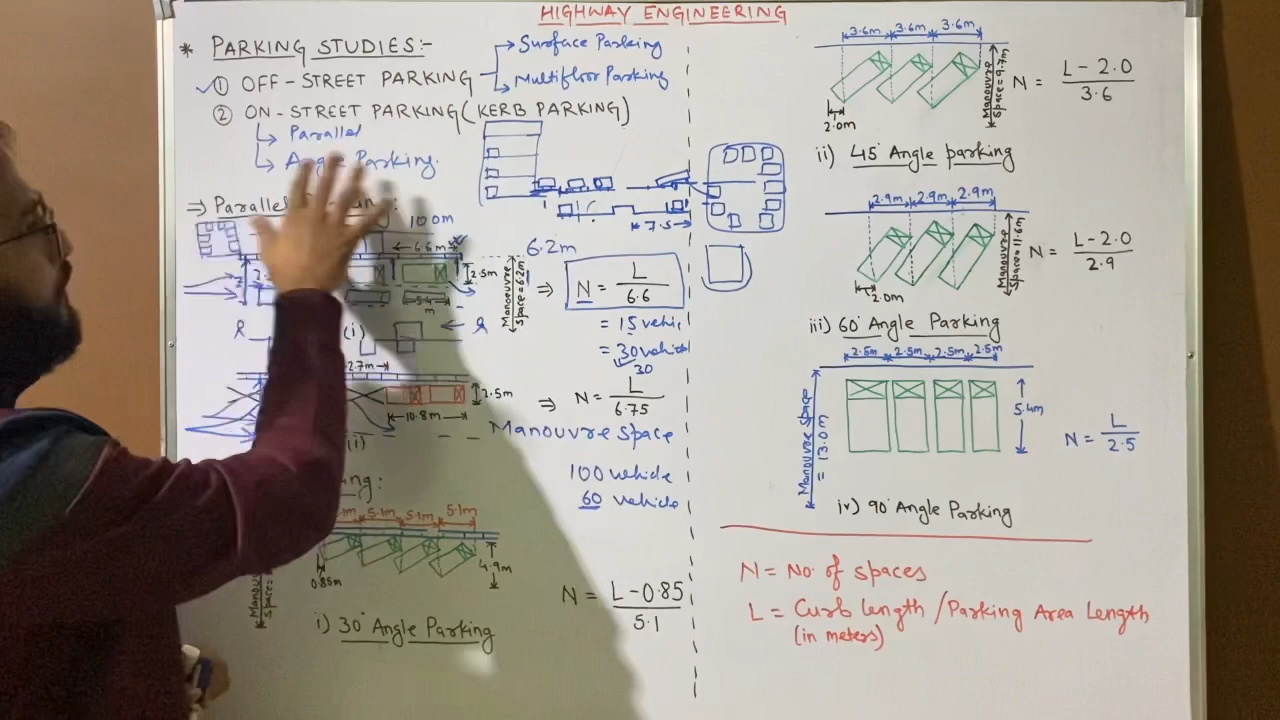 HIGHWAY ENGINEERING
* PARKING STUDIES:-
① OFF-STREET PARKING
Surface Parking
Multifloor Parking
② ON-STREET PARKING (KERB PARKING)
Parallel
Angle Parking.
⇒ Parallel
100m
6.6m
2.5m
5.4m
Manouvre space = 6.2m
6.2m
⇒ N = L / 6.6
= 15 vehic
= 30 vehicl
30
7.5
(i)
2.7m
2.5m
10.8m
⇒ N = L / 6.75
(ii)
Manouvre space
100 vehicle
60 vehicle
5.1m 5.1m 5.1m
4.9m
0.85m
N = L-0.85 / 5.1
i) 30° Angle Parking
3.6m 3.6m 3.6m
2.0m
Manouvre space = 9.7m
N = L-2.0 / 3.6
ii) 45° Angle parking
2.9m 2.9m 2.9m
2.0m
Manouvre space = 11.6m
N = L-2.0 / 2.9
iii) 60° Angle Parking
2.5m 2.5m 2.5m 2.5m
Manouvre space = 13.0m
5.4m
N = L / 2.5
iv) 90° Angle Parking
N = No. of spaces
L = Curb length / Parking Area Length
(in meters)